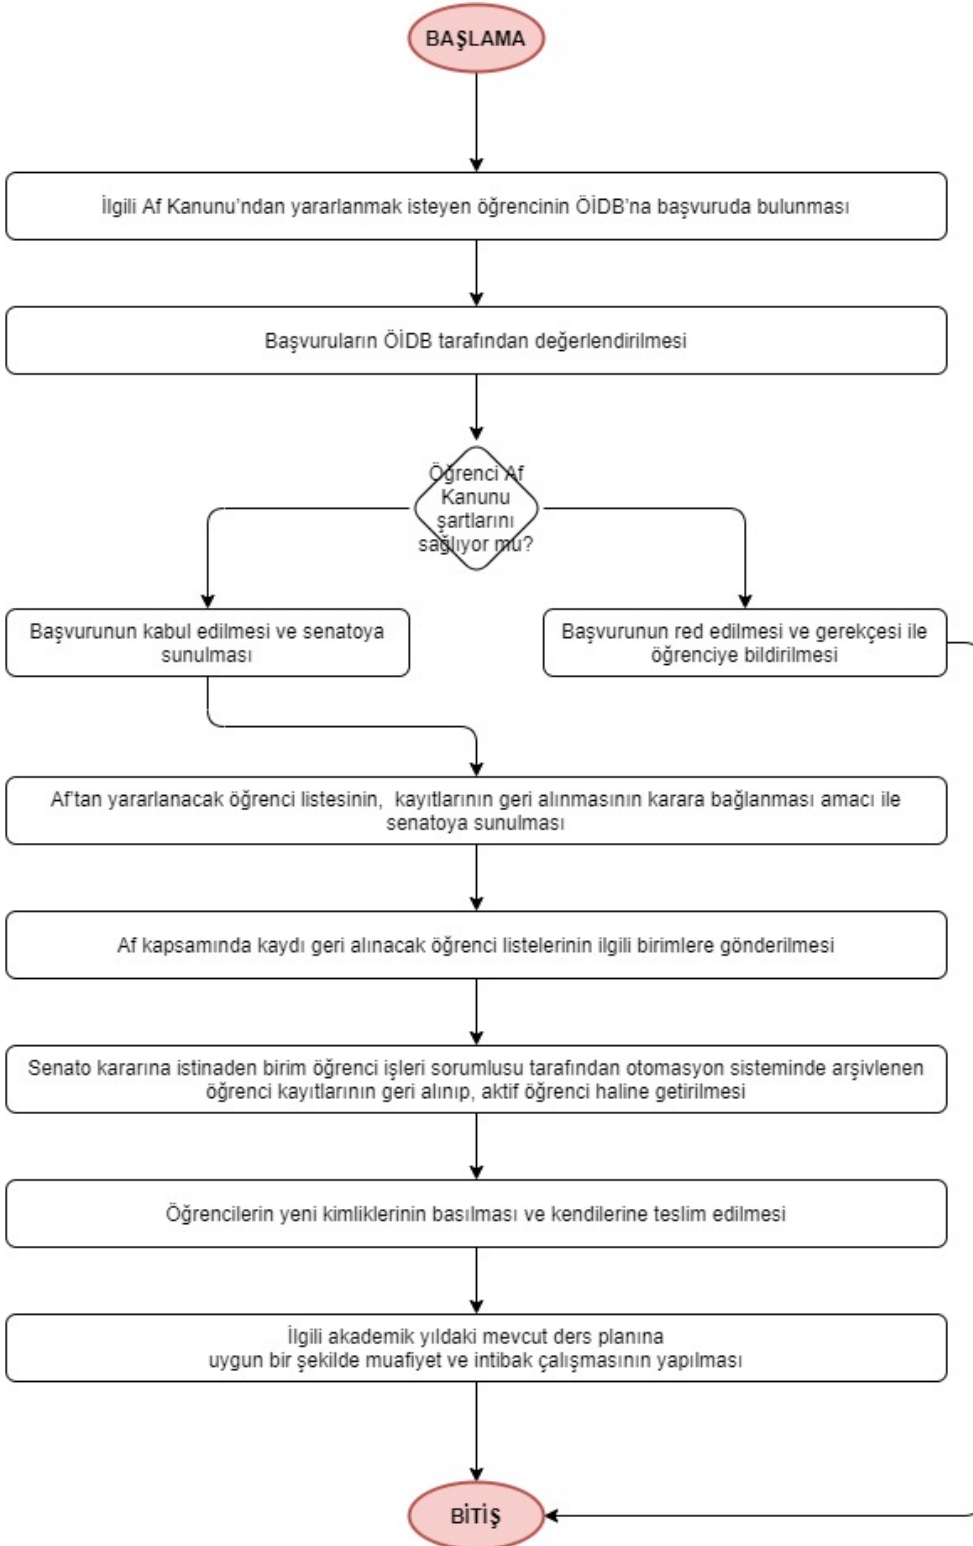 BAŞLAMA
İlgili Af Kanunu'ndan yararlanmak isteyen öğrencinin ÖİDB'na başvuruda bulunması
Başvuruların ÖİDB tarafından değerlendirilmesi
Öğrenci Af
Kanunu
şartlarını
sağlıyor mu?
Başvurunun kabul edilmesi ve senatoya
sunulması
Başvurunun red edilmesi ve gerekçesi ile
öğrenciye bildirilmesi
Af'tan yararlanacak öğrenci listesinin, kayıtlarının geri alınmasının karara bağlanması amacı ile
senatoya sunulması
Af kapsamında kaydı geri alınacak öğrenci listelerinin ilgili birimlere gönderilmesi
Senato kararına istinaden birim öğrenci işleri sorumlusu tarafından otomasyon sisteminde arşivlenen
öğrenci kayıtlarının geri alınıp, aktif öğrenci haline getirilmesi
Öğrencilerin yeni kimliklerinin basılması ve kendilerine teslim edilmesi
İlgili akademik yıldaki mevcut ders planına
uygun bir şekilde muafiyet ve intibak çalışmasının yapılması
BİTİŞ